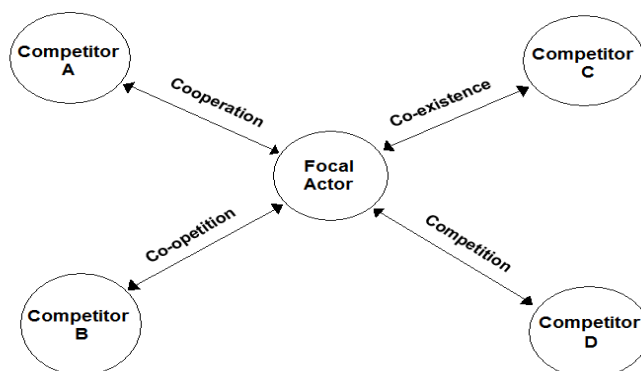 Competitor
A
Cooperation
Competitor
C
Co-existence
Focal
Actor
Co-opetition
Competition
Competitor
B
Competitor
D